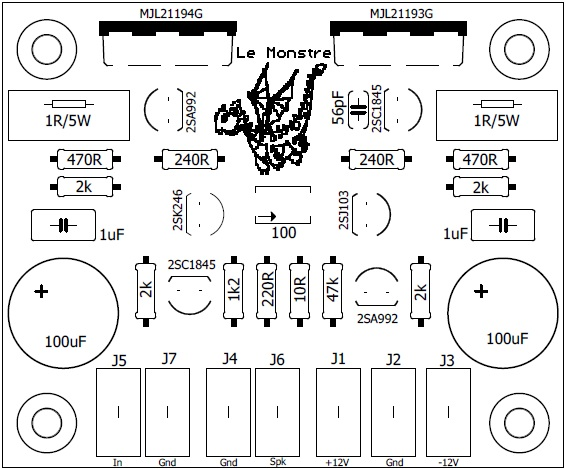 MJL21194G MJL21193G
Le Monstre
1R/5W 2SA992 56pF 2SC1845 1R/5W
470R 240R 240R 470R
2k 2k
1uF 2SK246 100 2SJ103 1uF
2SC1845
2k 1k2 220R 10R 47k 2k
2SA992
+ +
100uF 100uF
J5 J7 J4 J6 J1 J2 J3
In Gnd Gnd Spk +12V Gnd -12V